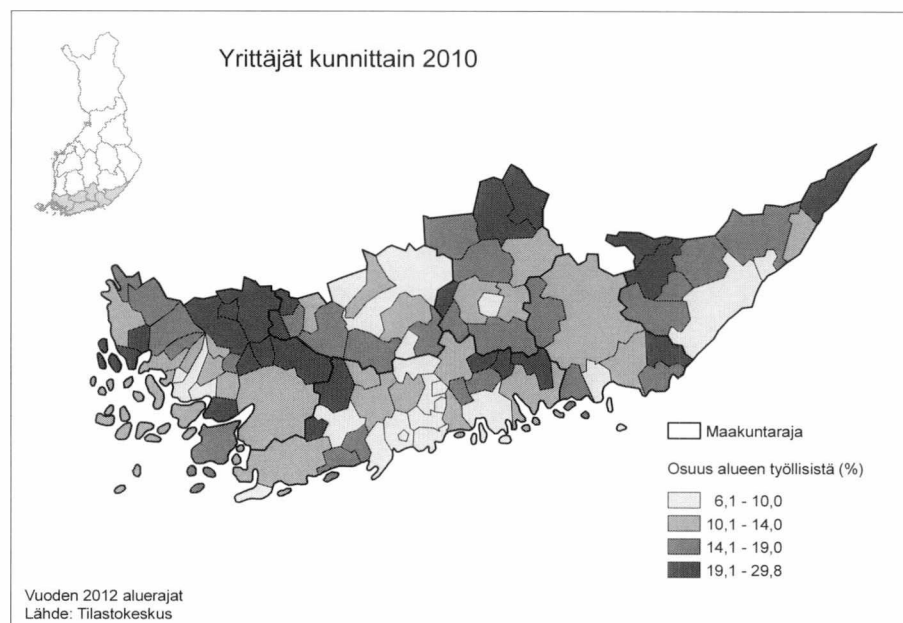 Yrittäjät kunnittain 2010
Maakuntaraja
Osuus alueen työllisistä (%)
6,1 - 10,0
10,1 - 14,0
14,1 - 19,0
19,1 - 29,8
Vuoden 2012 aluerajat
Lähde: Tilastokeskus